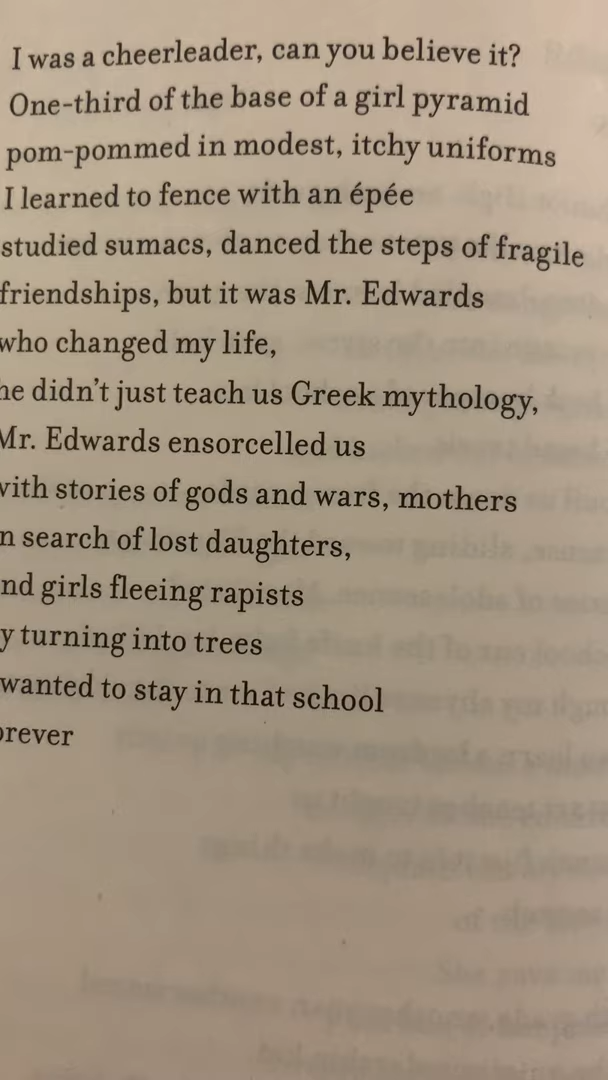 I was a cheerleader, can you believe it?
One-third of the base of a girl pyramid
pom-pommed in modest, itchy uniforms
I learned to fence with an épée
studied sumacs, danced the steps of fragile
friendships, but it was Mr. Edwards
who changed my life,
he didn't just teach us Greek mythology,
Mr. Edwards ensorcelled us
with stories of gods and wars, mothers
n search of lost daughters,
nd girls fleeing rapists
y turning into trees
wanted to stay in that school
orever